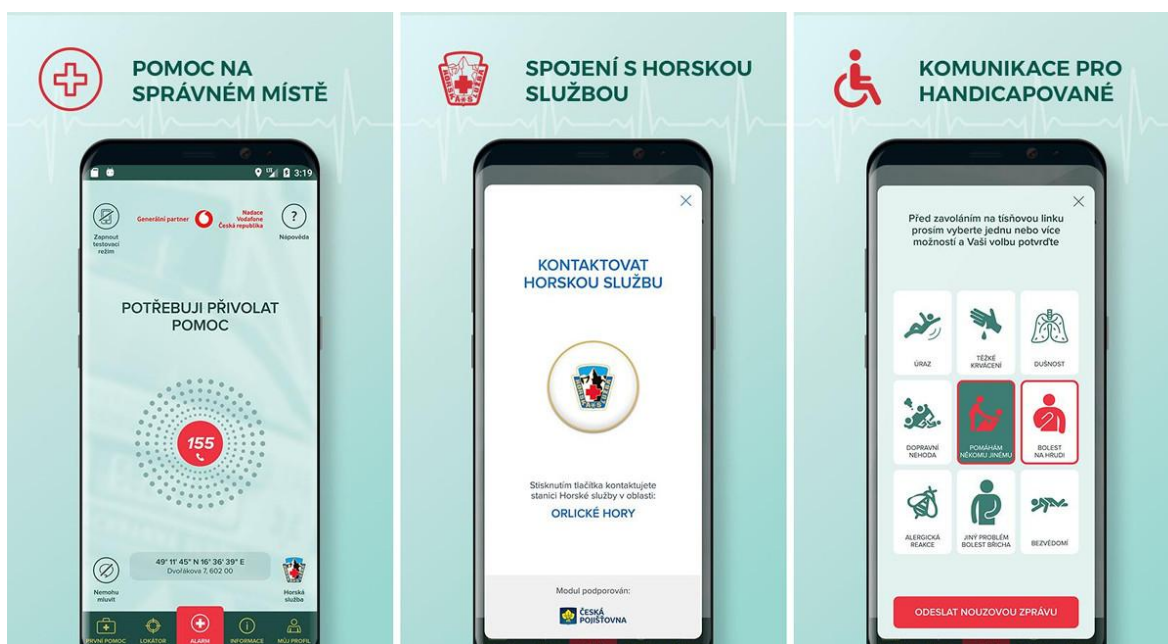 POMOC NA
SPRÁVNÉM MÍSTĚ
3:19
Zapnout
testovací
režim
Generální partner
Nadace
Vodafone
Česká republika
?
Nápověda
POTŘEBUJI PŘIVOLAT
POMOC
155
Nemohu
mluvit
49° 11' 45" N 16° 36' 39" E
Dvořákova 7, 602 00
Horská
služba
PRVNÍ POMOC
LOKÁTOR
ALARM
INFORMACE
MŮJ PROFIL
SPOJENÍ S HORSKOU
SLUŽBOU
KONTAKTOVAT
HORSKOU SLUŽBU
Stisknutím tlačítka kontaktujete
stanici Horské služby v oblasti:
ORLICKÉ HORY
Modul podporován:
ČESKÁ
POJIŠŤOVNA
KOMUNIKACE PRO
HANDICAPOVANÉ
Před zavoláním na tísňovou linku
prosím vyberte jednu nebo více
možností a Vaši volbu potvrďte
ÚRAZ
TĚŽKÉ
KRVÁCENÍ
DUŠNOST
DOPRAVNÍ
NEHODA
POMÁHÁM
NĚKOMU JINÉMU
BOLEST
NA HRUDI
ALERGICKÁ
REAKCE
JINÝ PROBLÉM
BOLEST BŘICHA
BEZVĚDOMÍ
ODESLAT NOUZOVOU ZPRÁVU